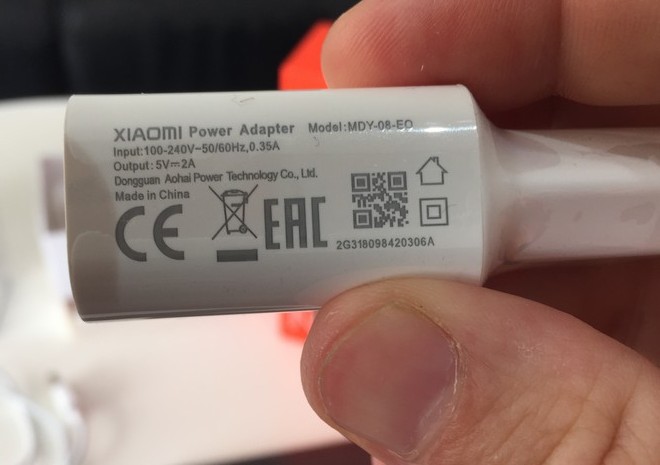 XIAOMI Power Adapter Model:MDY-08-EO
Input:100-240V~50/60Hz,0.35A
Output:5V⎓2A
Dongguan Aohai Power Technology Co., Ltd.
Made in China
CE EAC
2G318098420306A